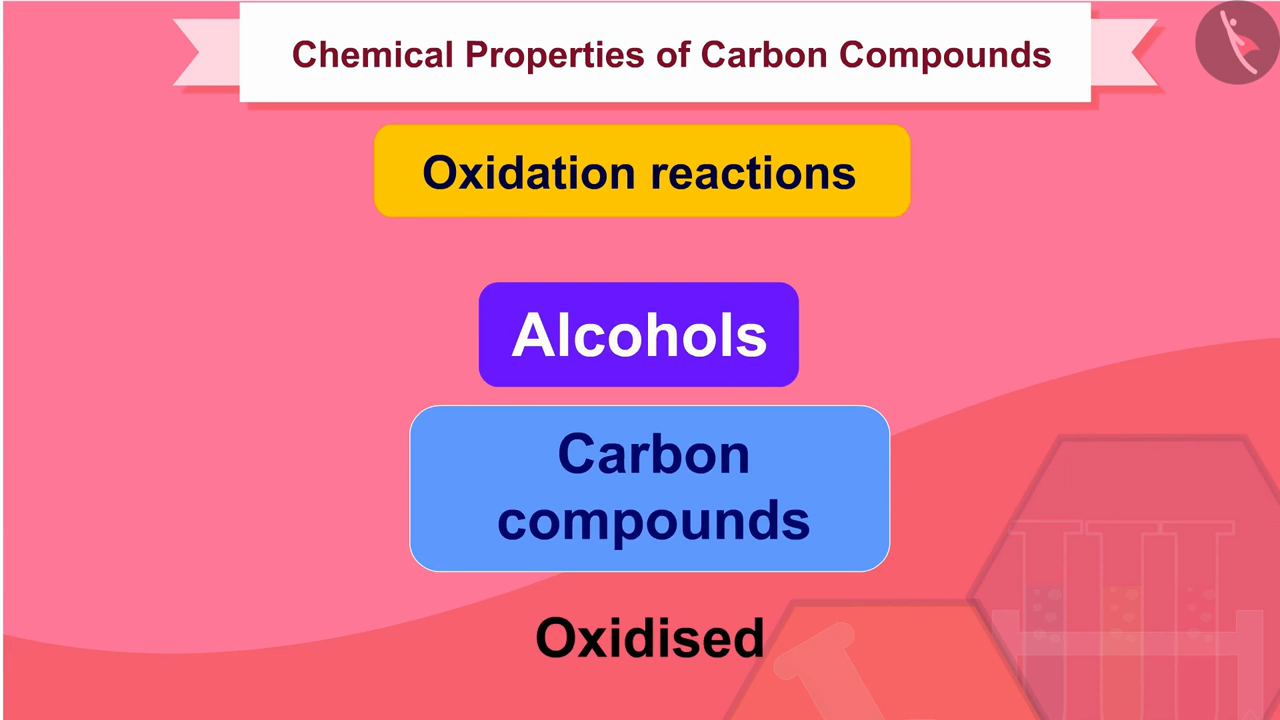 Chemical Properties of Carbon Compounds
Oxidation reactions
Alcohols
Carbon
compounds
Oxidised